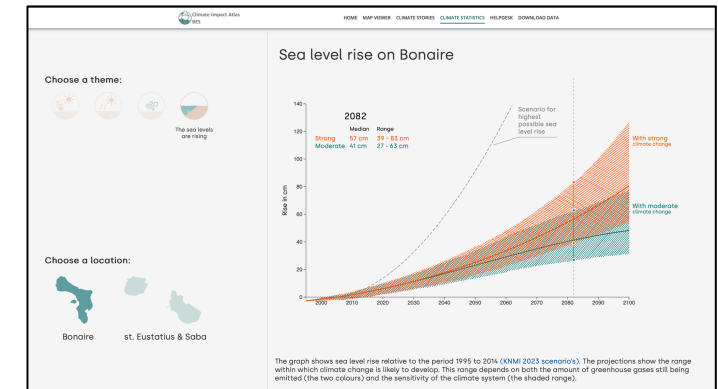 Climate Impact Atlas
BES
HOME MAP VIEWER CLIMATE STORIES CLIMATE STATISTICS HELPDESK DOWNLOAD DATA
Choose a theme:
The sea levels
are rising
Choose a location:
Bonaire
st. Eustatius & Saba
Sea level rise on Bonaire
2082
Median Range
Strong 57 cm 39 - 83 cm
Moderate 41 cm 27 - 63 cm
Scenario for
highest
possible sea
level rise
With strong
climate change
With moderate
climate change
Rise in cm
140
120
100
80
60
40
20
0
2000 2010 2020 2030 2040 2050 2060 2070 2080 2090 2100
The graph shows sea level rise relative to the period 1995 to 2014 (KNMI 2023 scenario's). The projections show the range
within which climate change is likely to develop. This range depends on both the amount of greenhouse gases still being
emitted (the two colours) and the sensitivity of the climate system (the shaded range).